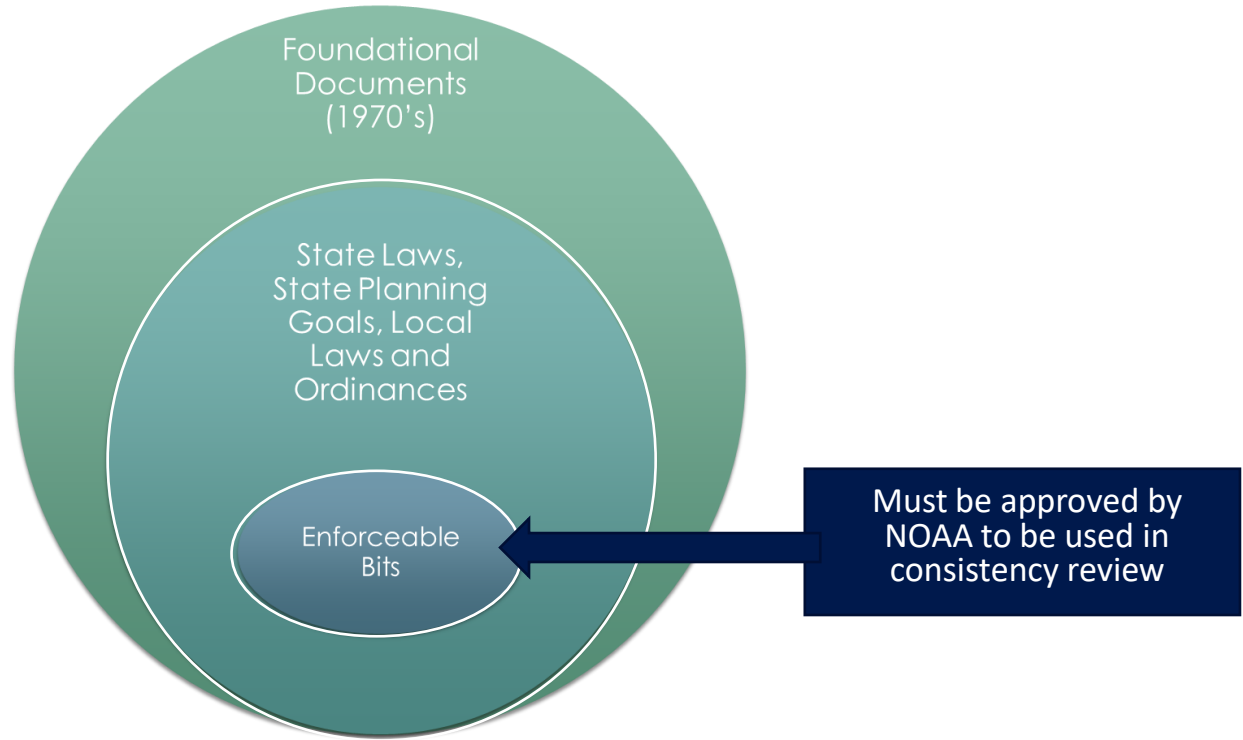 Foundational
Documents
(1970’s)
State Laws,
State Planning
Goals, Local
Laws and
Ordinances
Enforceable
Bits
Must be approved by
NOAA to be used in
consistency review